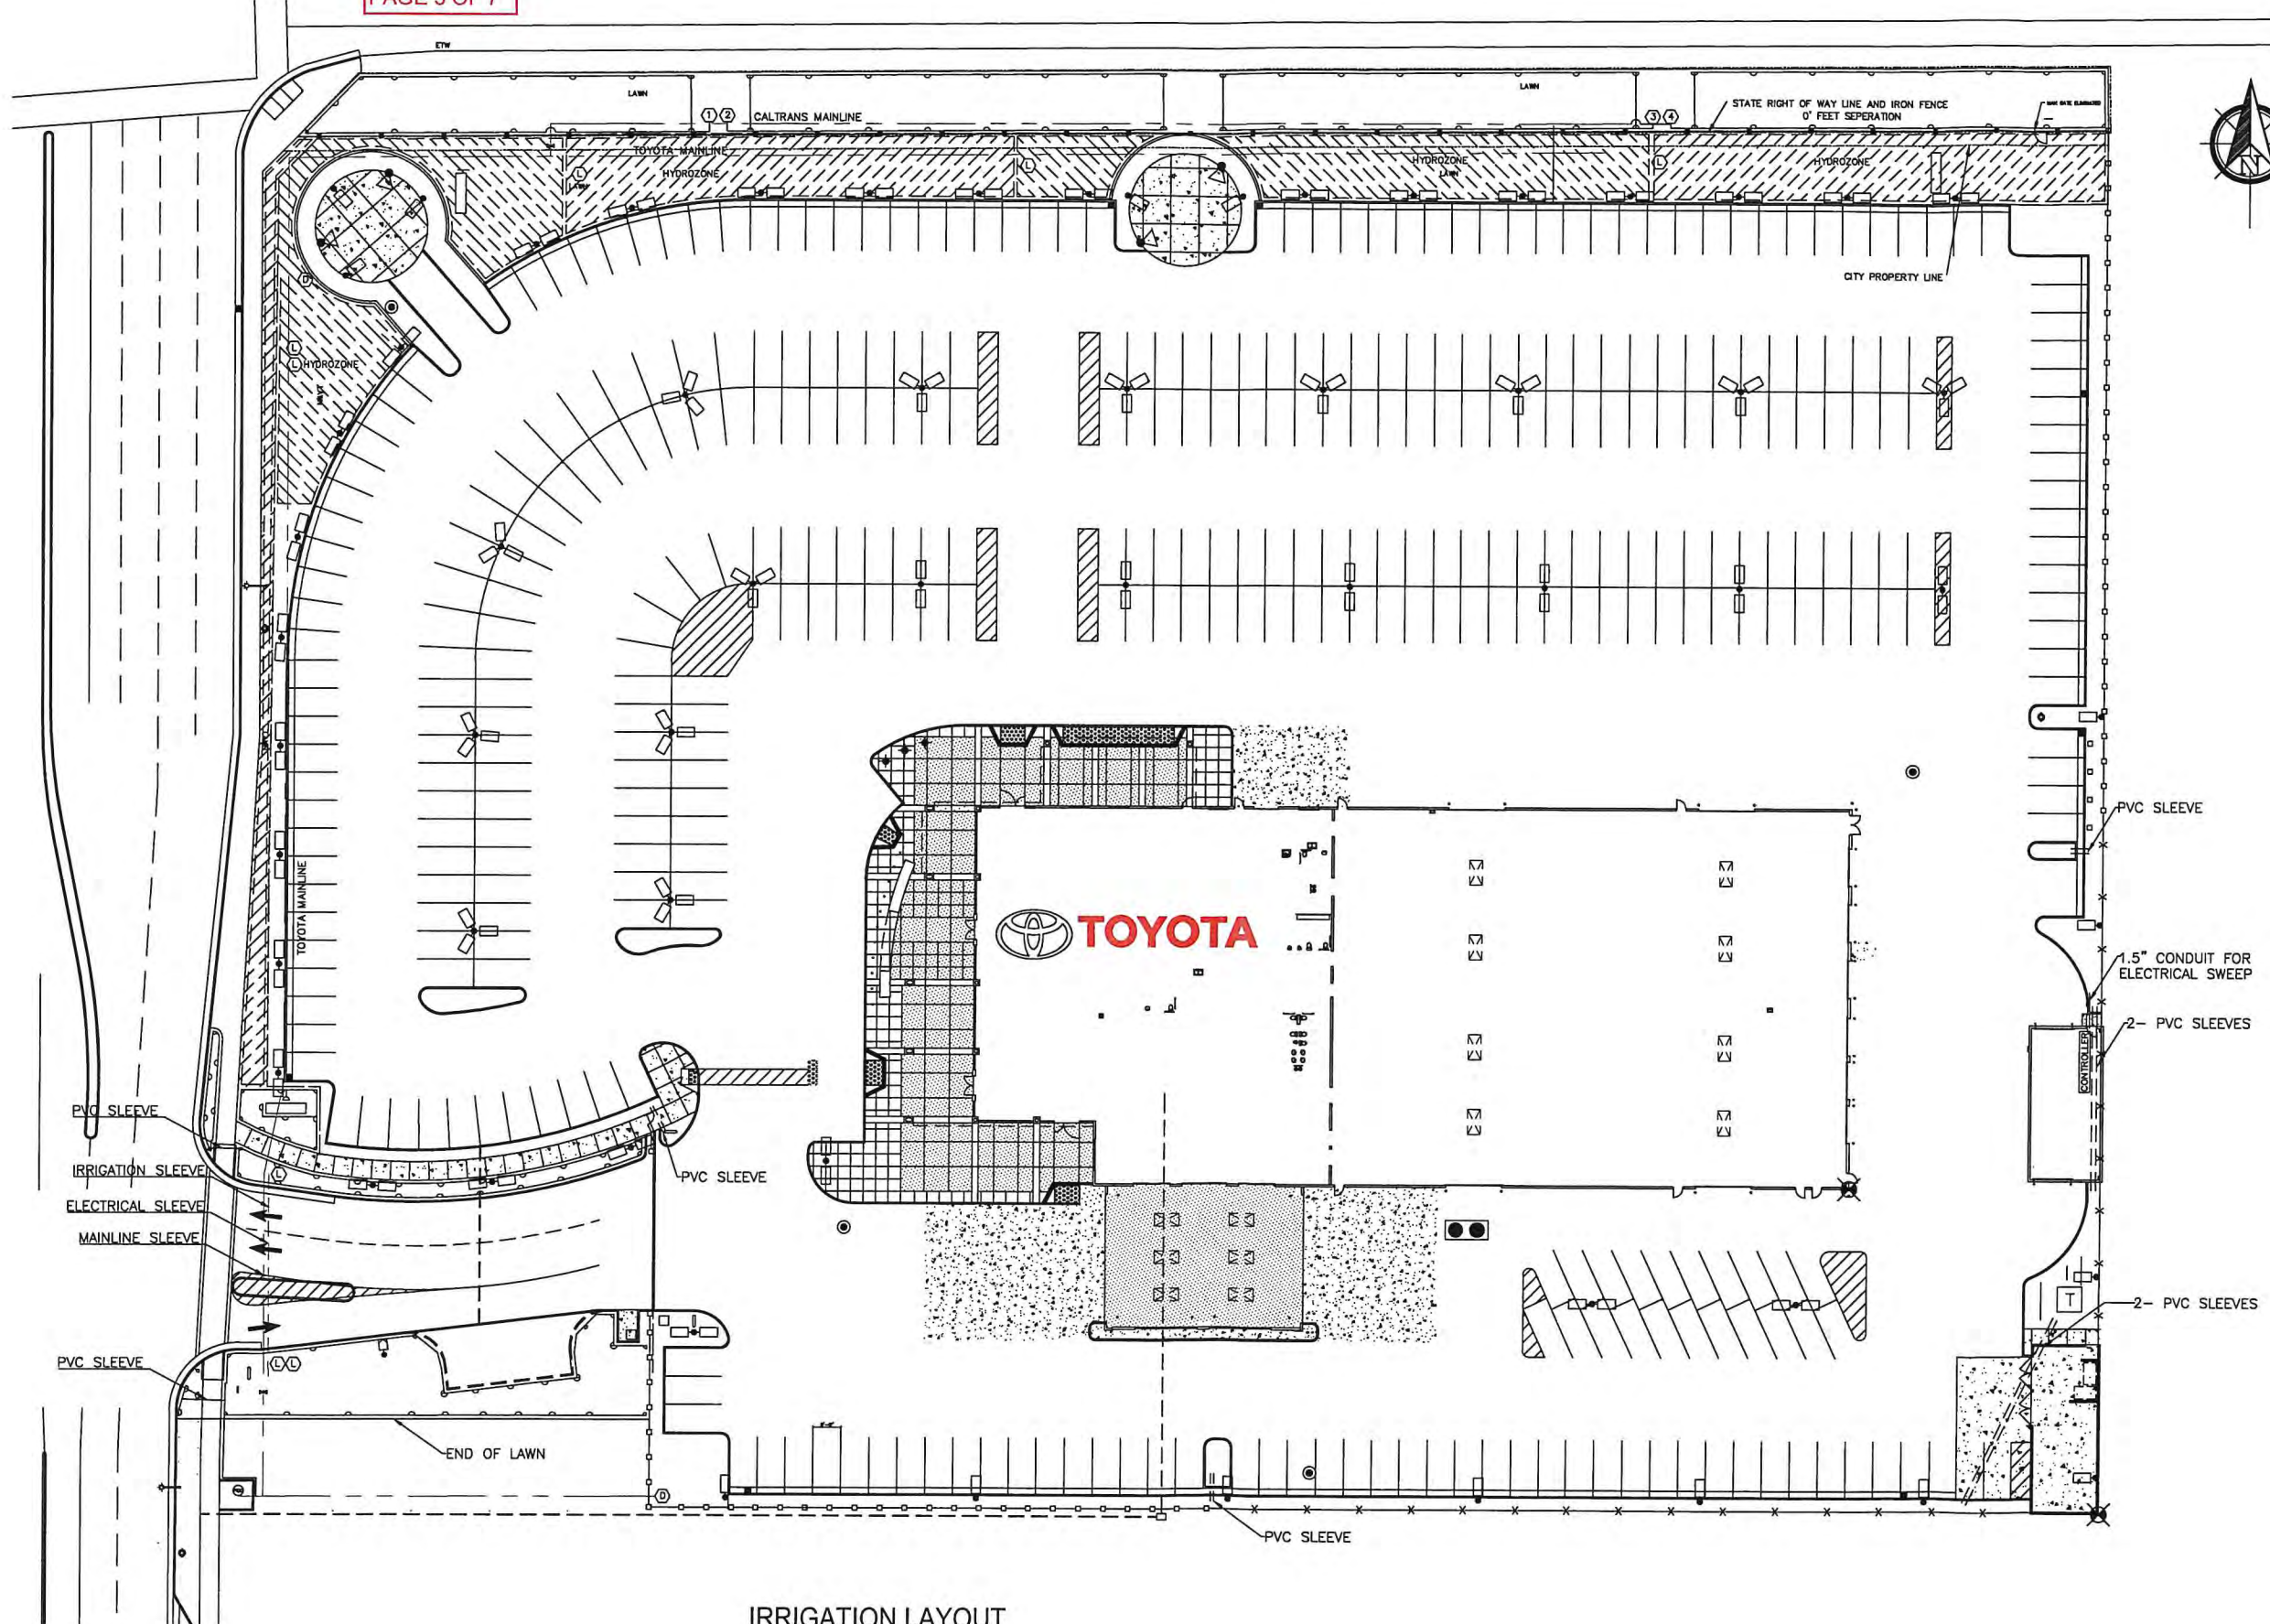 PAGE 3 OF 7
ETW
LAWN
LAWN
1 2
CALTRANS MAINLINE
3 4
STATE RIGHT OF WAY LINE AND IRON FENCE
0' FEET SEPERATION
TOYOTA MAINLINE
HYDROZONE
L
L
HYDROZONE
LAWN
L
HYDROZONE
N
CITY PROPERTY LINE
D
L
L
HYDROZONE
TOYOTA MAINLINE
TOYOTA
PVC SLEEVE
1.5" CONDUIT FOR
ELECTRICAL SWEEP
2- PVC SLEEVES
CONTROLLER
PVC SLEEVE
IRRIGATION SLEEVE
L
PVC SLEEVE
ELECTRICAL SLEEVE
MAINLINE SLEEVE
T
2- PVC SLEEVES
PVC SLEEVE
L L
END OF LAWN
D
PVC SLEEVE
IRRIGATION LAYOUT